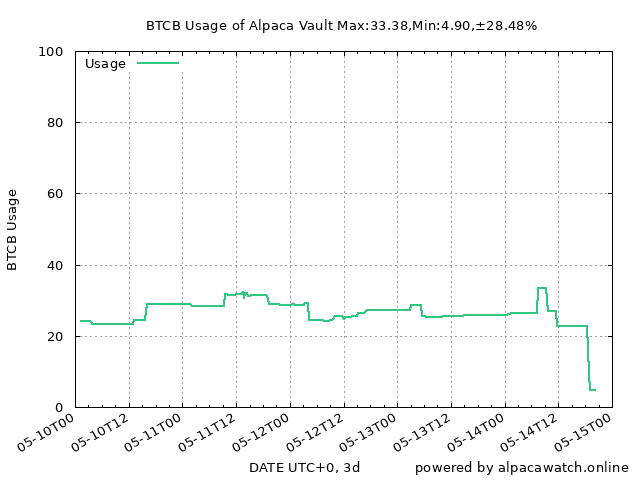 BTCB Usage of Alpaca Vault Max:33.38,Min:4.90,±28.48%
Usage
100
80
60
40
20
0
BTCB Usage
05-10T00
05-10T12
05-11T00
05-11T12
05-12T00
05-12T12
05-13T00
05-13T12
05-14T00
05-14T12
05-15T00
DATE UTC+0, 3d
powered by alpacawatch.online